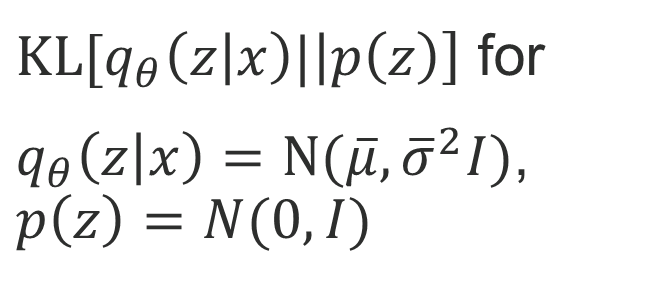 KL[𝑞_𝜃(𝑧|𝑥)||𝑝(𝑧)] for
𝑞_𝜃(𝑧|𝑥) = N(𝜇̄, 𝜎̄²𝐼),
𝑝(𝑧) = 𝑁(0, 𝐼)